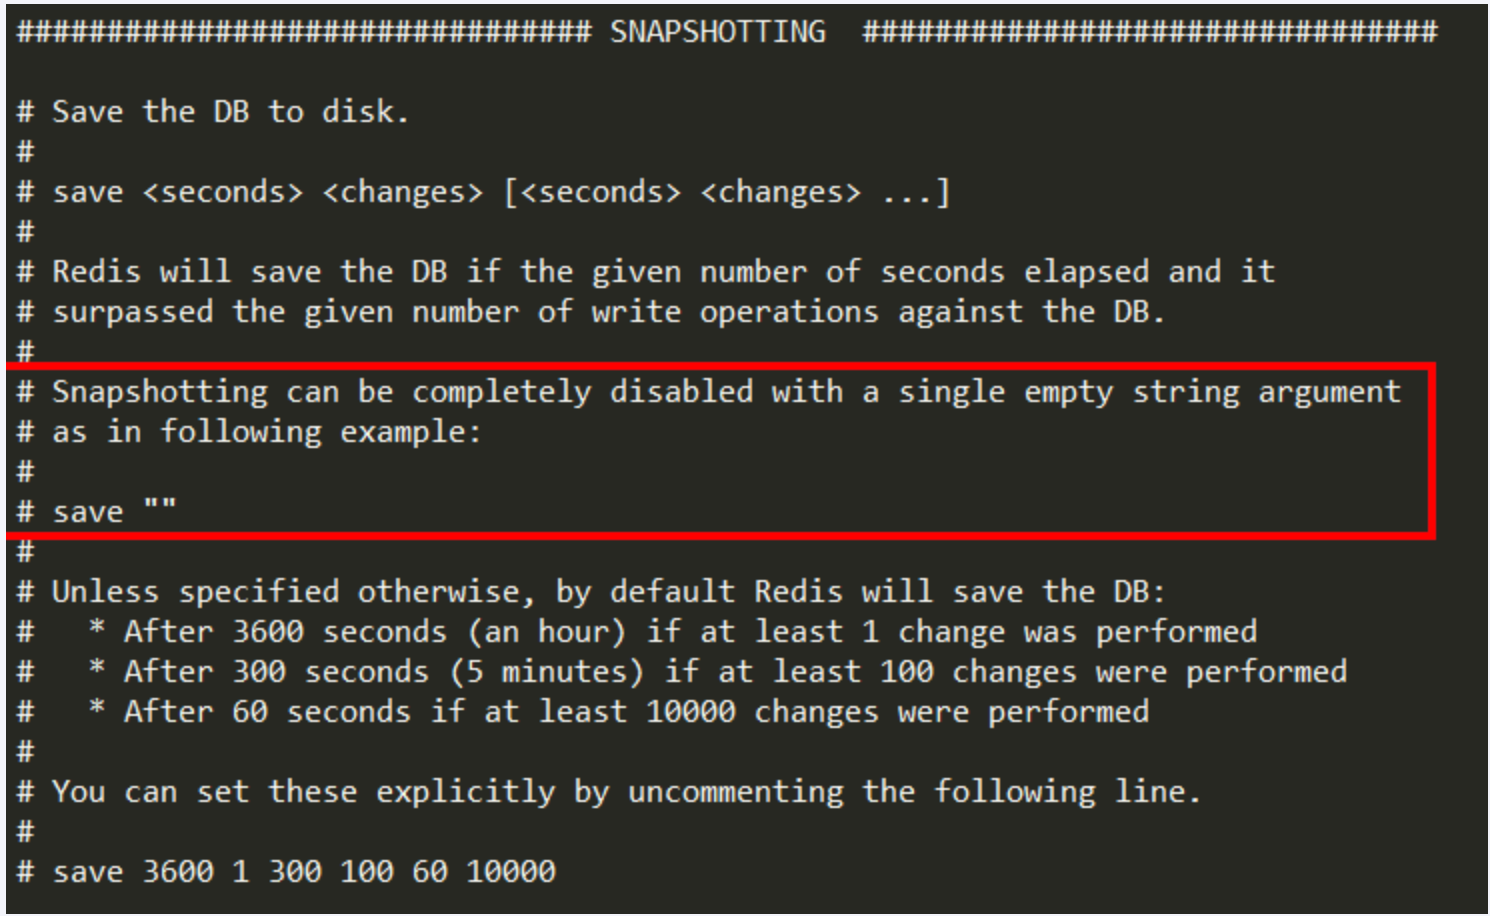 ################################ SNAPSHOTTING  ################################

# Save the DB to disk.
#
# save <seconds> <changes> [<seconds> <changes> ...]
#
# Redis will save the DB if the given number of seconds elapsed and it
# surpassed the given number of write operations against the DB.
#
# Snapshotting can be completely disabled with a single empty string argument
# as in following example:
#
# save ""
#
# Unless specified otherwise, by default Redis will save the DB:
#   * After 3600 seconds (an hour) if at least 1 change was performed
#   * After 300 seconds (5 minutes) if at least 100 changes were performed
#   * After 60 seconds if at least 10000 changes were performed
#
# You can set these explicitly by uncommenting the following line.
#
# save 3600 1 300 100 60 10000